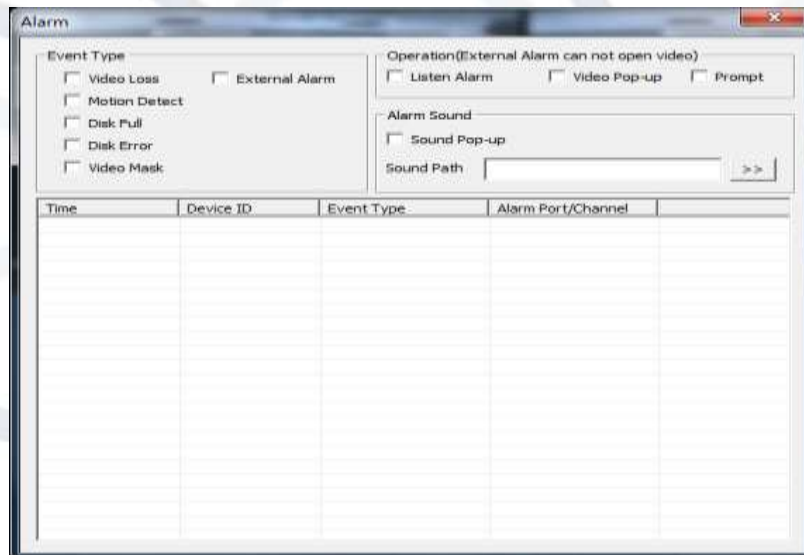 Alarm
Event Type
Video Loss External Alarm
Motion Detect
Disk Full
Disk Error
Video Mask
Operation(External Alarm can not open video)
Listen Alarm Video Pop-up Prompt
Alarm Sound
Sound Pop-up
Sound Path >>
Time Device ID Event Type Alarm Port/Channel